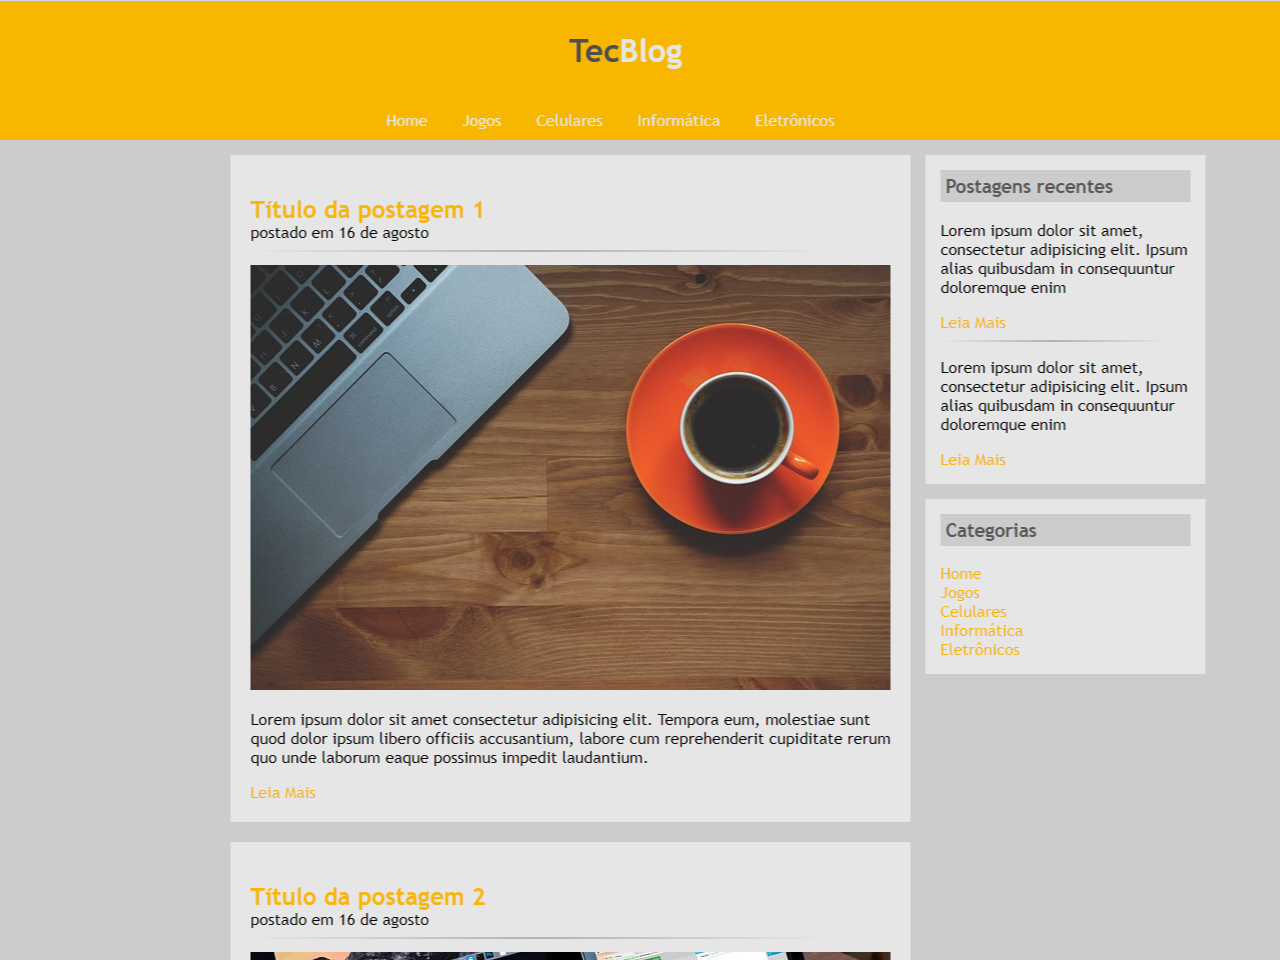 TecBlog
Home Jogos Celulares Informática Eletrônicos
Título da postagem 1
postado em 16 de agosto
Lorem ipsum dolor sit amet consectetur adipisicing elit. Tempora eum, molestiae sunt
quod dolor ipsum libero officiis accusantium, labore cum reprehenderit cupiditate rerum
quo unde laborum eaque possimus impedit laudantium.
Leia Mais
Título da postagem 2
postado em 16 de agosto
Postagens recentes
Lorem ipsum dolor sit amet,
consectetur adipisicing elit. Ipsum
alias quibusdam in consequuntur
doloremque enim
Leia Mais
Lorem ipsum dolor sit amet,
consectetur adipisicing elit. Ipsum
alias quibusdam in consequuntur
doloremque enim
Leia Mais
Categorias
Home
Jogos
Celulares
Informática
Eletrônicos